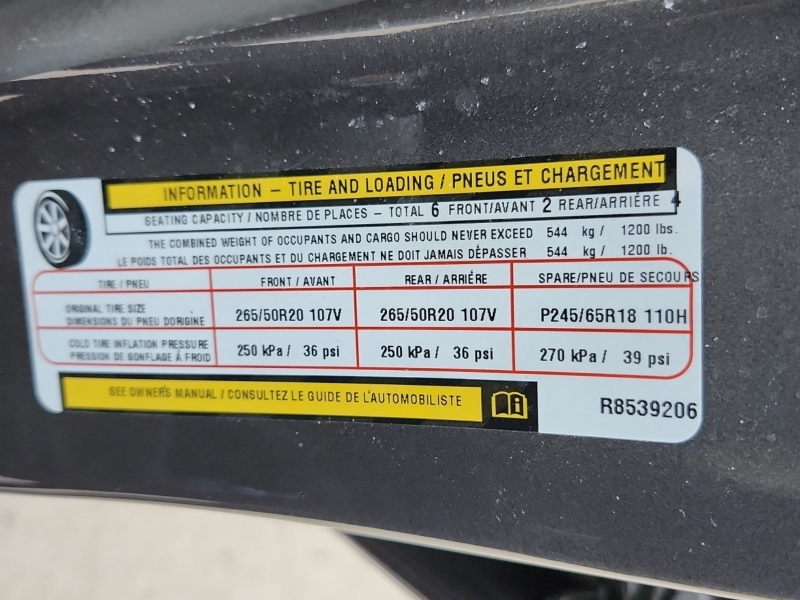 INFORMATION – TIRE AND LOADING / PNEUS ET CHARGEMENT
SEATING CAPACITY / NOMBRE DE PLACES – TOTAL 6 FRONT/AVANT 2 REAR/ARRIÈRE 4
THE COMBINED WEIGHT OF OCCUPANTS AND CARGO SHOULD NEVER EXCEED 544 kg / 1200 lbs.
LE POIDS TOTAL DES OCCUPANTS ET DU CHARGEMENT NE DOIT JAMAIS DÉPASSER 544 kg / 1200 lb.
TIRE / PNEU FRONT / AVANT REAR / ARRIÉRE SPARE/PNEU DE SECOURS
ORIGINAL TIRE SIZE
DIMENSIONS DU PNEU DORIGINE 265/50R20 107V 265/50R20 107V P245/65R18 110H
COLD TIRE INFLATION PRESSURE
PRESSION DE GONFLAGE Á FROID 250 kPa / 36 psi 250 kPa / 36 psi 270 kPa / 39 psi
SEE OWNER'S MANUAL / CONSULTEZ LE GUIDE DE L'AUTOMOBILISTE
R8539206